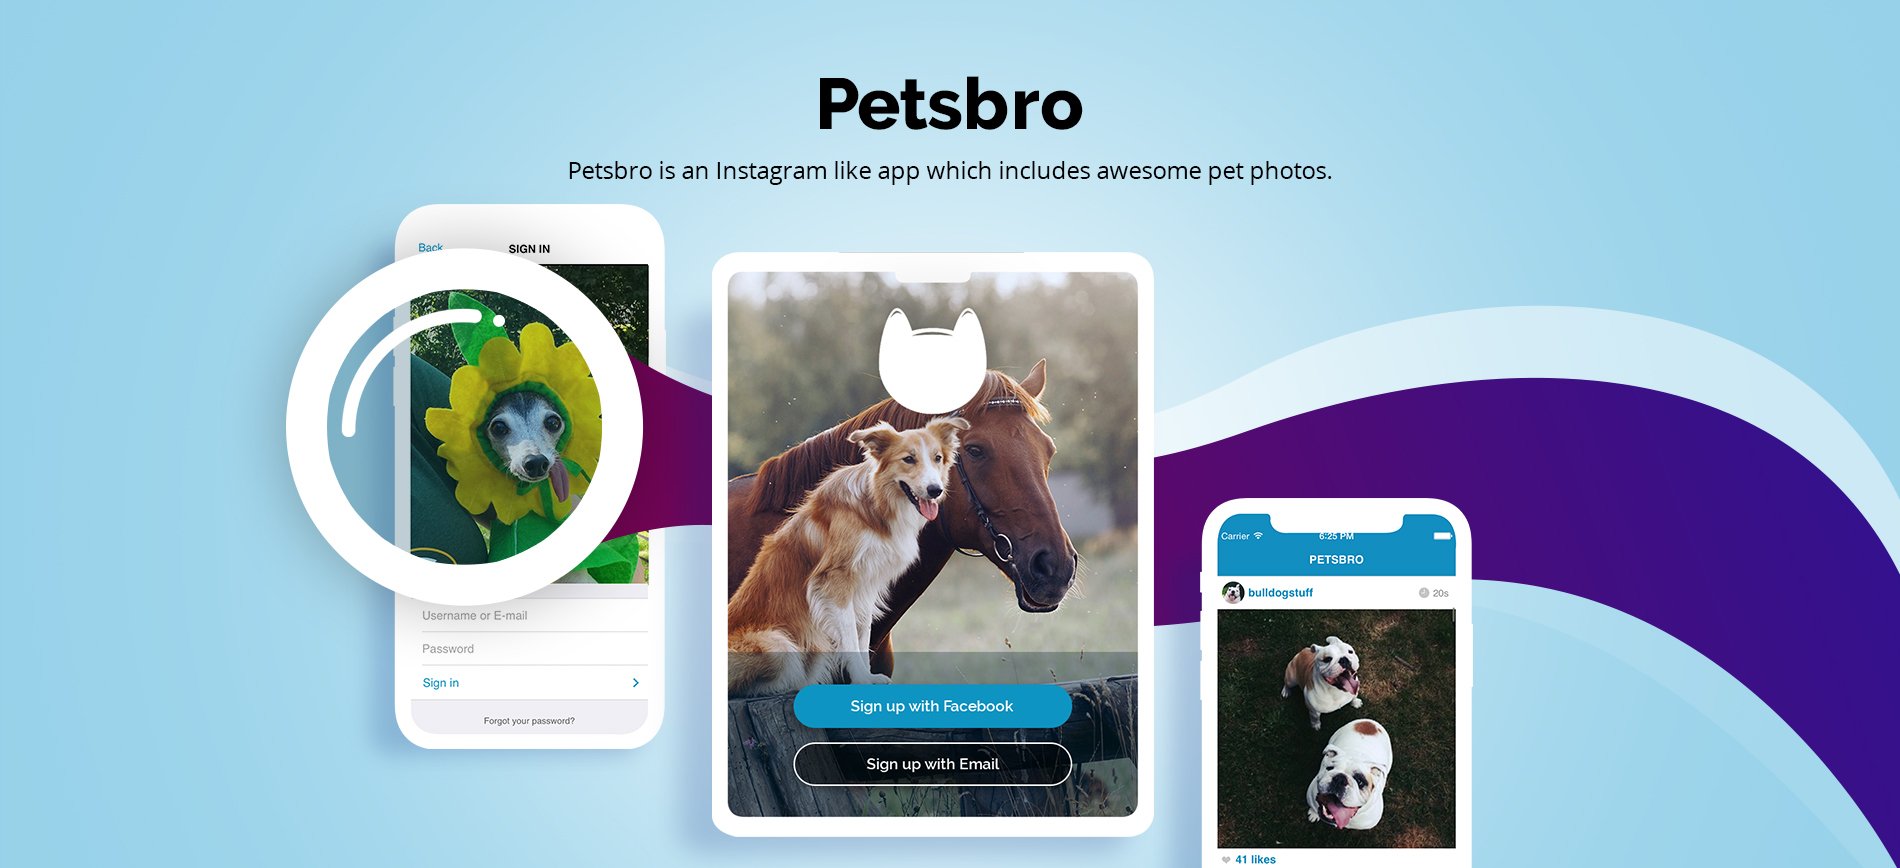 Petsbro
Petsbro is an Instagram like app which includes awesome pet photos.
Back
SIGN IN
Username or E-mail
Password
Sign in
Forgot your password?
Sign up with Facebook
Sign up with Email
Carrier
6:25 PM
PETSBRO
bulldogstuff
20s
41 likes